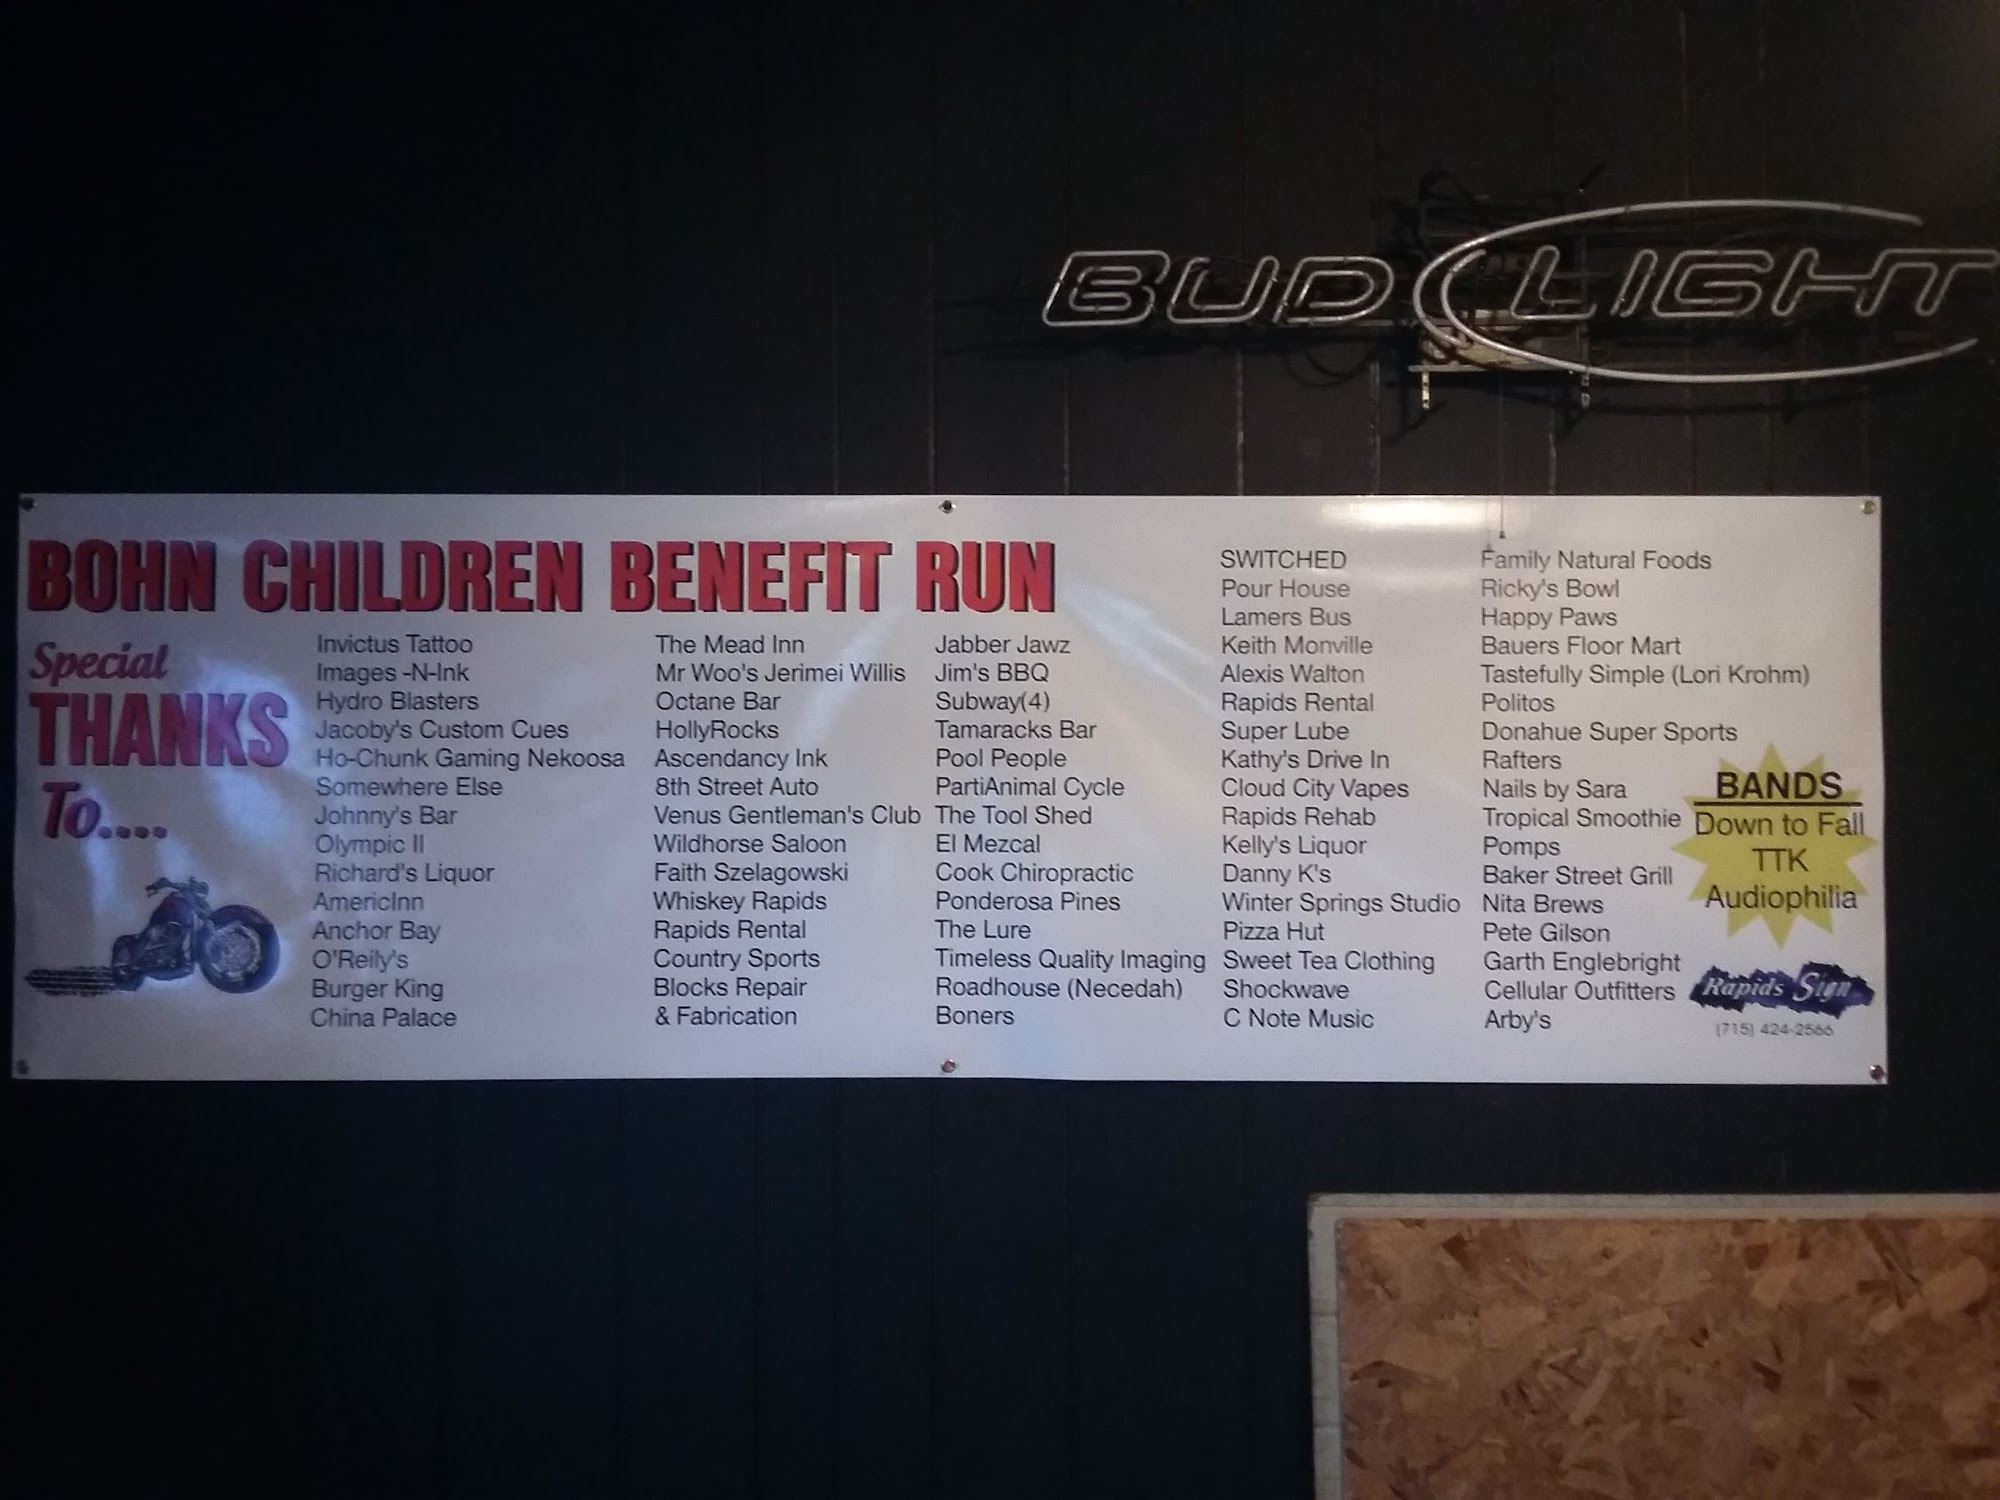 BUD LIGHT
BOHN CHILDREN BENEFIT RUN
Special
THANKS
To....
Invictus Tattoo
Images -N-Ink
Hydro Blasters
Jacoby's Custom Cues
Ho-Chunk Gaming Nekoosa
Somewhere Else
Johnny's Bar
Olympic II
Richard's Liquor
AmericInn
Anchor Bay
O'Reily's
Burger King
China Palace
The Mead Inn
Mr Woo's Jerimei Willis
Octane Bar
HollyRocks
Ascendancy Ink
8th Street Auto
Venus Gentleman's Club
Wildhorse Saloon
Faith Szelagowski
Whiskey Rapids
Rapids Rental
Country Sports
Blocks Repair
& Fabrication
Jabber Jawz
Jim's BBQ
Subway(4)
Tamaracks Bar
Pool People
PartiAnimal Cycle
The Tool Shed
El Mezcal
Cook Chiropractic
Ponderosa Pines
The Lure
Timeless Quality Imaging
Roadhouse (Necedah)
Boners
SWITCHED
Pour House
Lamers Bus
Keith Monville
Alexis Walton
Rapids Rental
Super Lube
Kathy's Drive In
Cloud City Vapes
Rapids Rehab
Kelly's Liquor
Danny K's
Winter Springs Studio
Pizza Hut
Sweet Tea Clothing
Shockwave
C Note Music
Family Natural Foods
Ricky's Bowl
Happy Paws
Bauers Floor Mart
Tastefully Simple (Lori Krohm)
Politos
Donahue Super Sports
Rafters
Nails by Sara
Tropical Smoothie
Pomps
Baker Street Grill
Nita Brews
Pete Gilson
Garth Englebright
Cellular Outfitters
Arby's
BANDS
Down to Fall
TTK
Audiophilia
Rapids Sign
(715) 424-2566